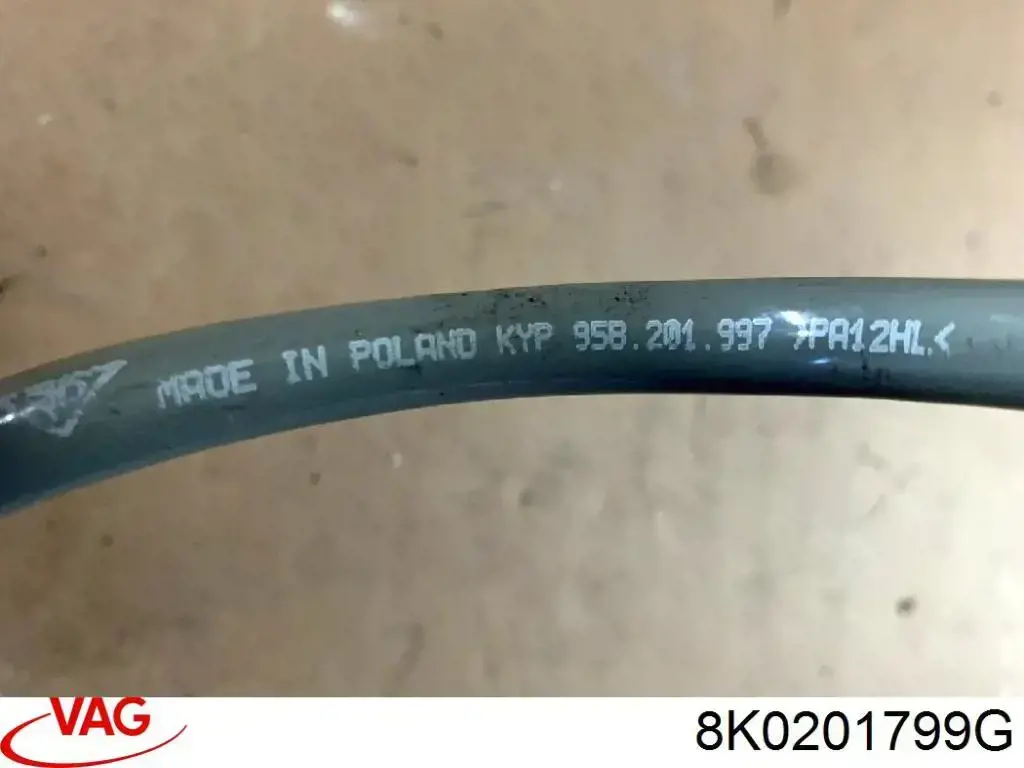 MADE IN POLAND KYP 958.201.997 >PA12HL<
VAG
8K0201799G